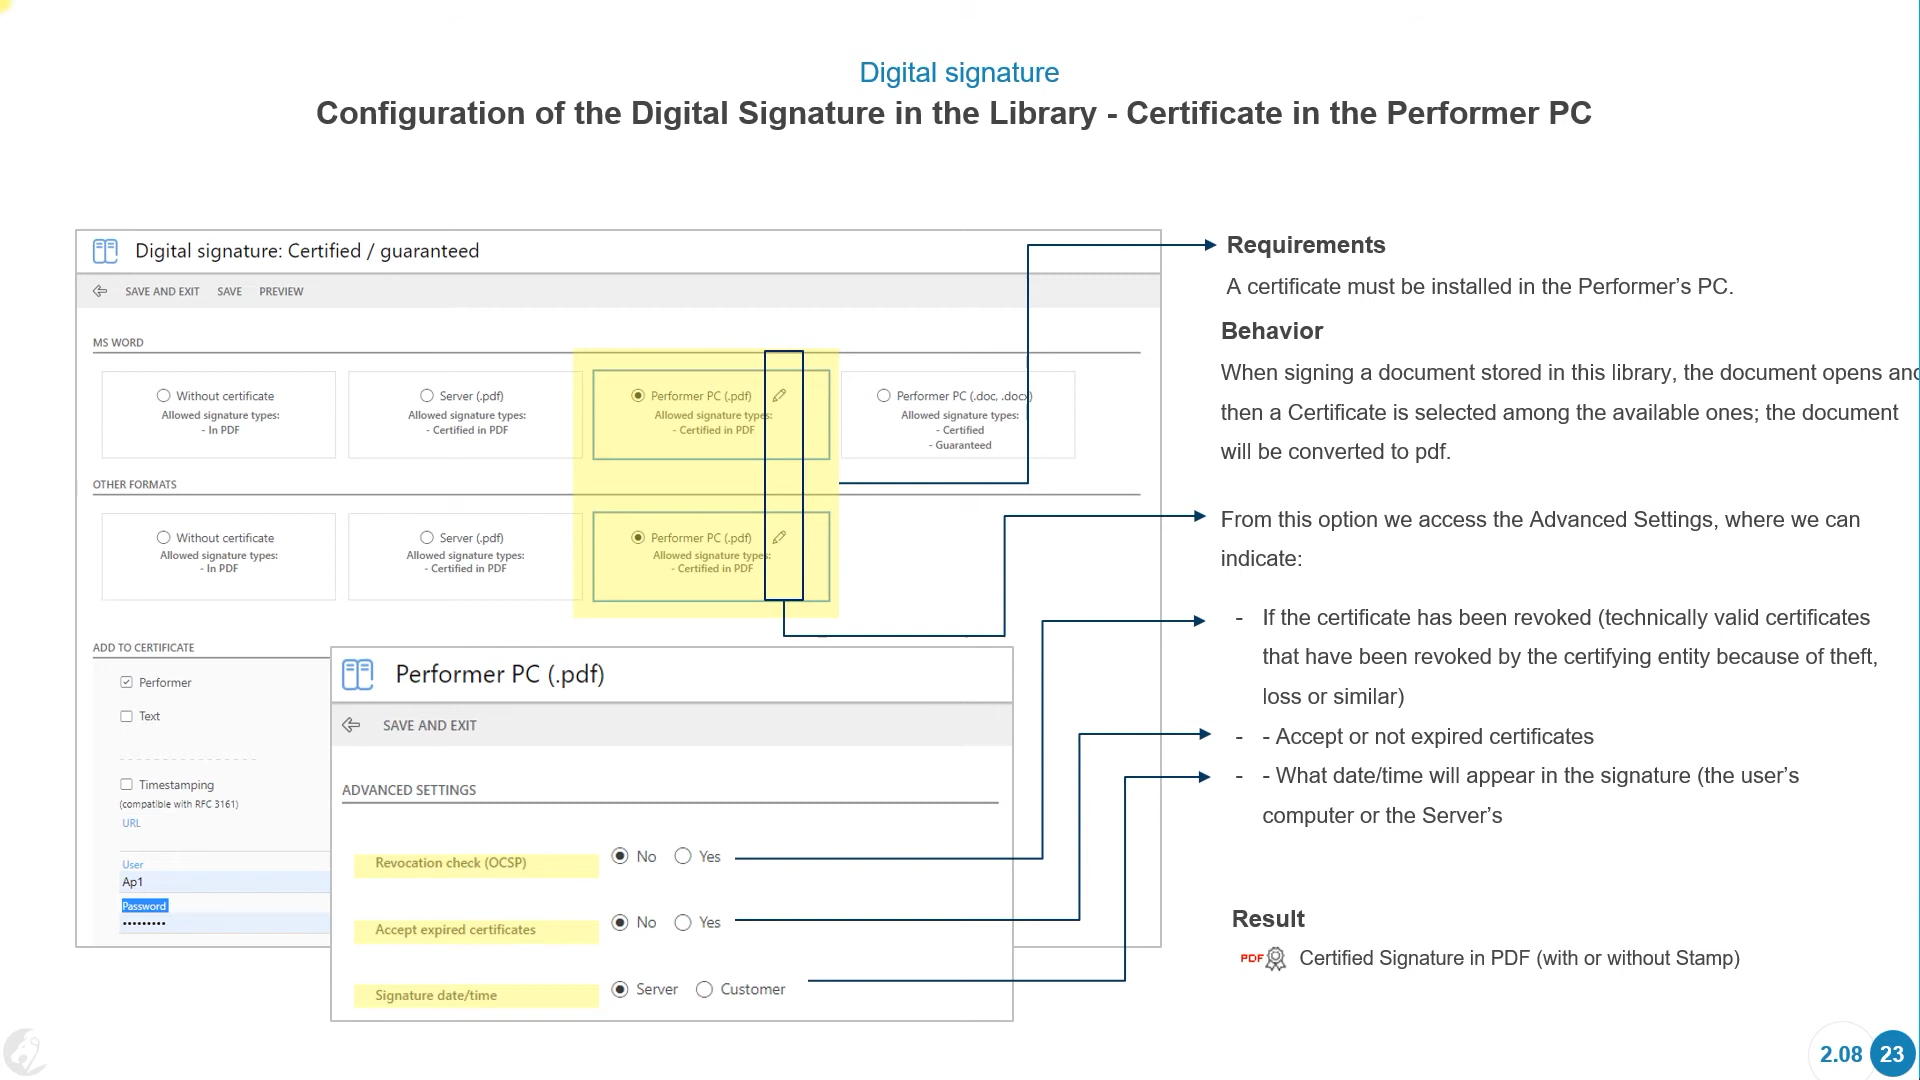 Digital signature
Configuration of the Digital Signature in the Library - Certificate in the Performer PC
Digital signature: Certified / guaranteed
SAVE AND EXIT SAVE PREVIEW
MS WORD
Without certificate
Allowed signature types:
- In PDF
Server (.pdf)
Allowed signature types:
- Certified in PDF
Performer PC (.pdf)
Allowed signature types:
- Certified in PDF
Performer PC (.doc, .docx)
Allowed signature types:
- Certified
- Guaranteed
OTHER FORMATS
Without certificate
Allowed signature types:
- In PDF
Server (.pdf)
Allowed signature types:
- Certified in PDF
Performer PC (.pdf)
Allowed signature types:
- Certified in PDF
ADD TO CERTIFICATE
Performer
Text
Timestamping
(compatible with RFC 3161)
URL
User
Ap1
Password
•••••••••
Performer PC (.pdf)
SAVE AND EXIT
ADVANCED SETTINGS
Revocation check (OCSP) No Yes
Accept expired certificates No Yes
Signature date/time Server Customer
Requirements
A certificate must be installed in the Performer’s PC.
Behavior
When signing a document stored in this library, the document opens and
then a Certificate is selected among the available ones; the document
will be converted to pdf.
From this option we access the Advanced Settings, where we can
indicate:
- If the certificate has been revoked (technically valid certificates
that have been revoked by the certifying entity because of theft,
loss or similar)
- - Accept or not expired certificates
- - What date/time will appear in the signature (the user’s
computer or the Server’s
Result
PDF Certified Signature in PDF (with or without Stamp)
2.08 23